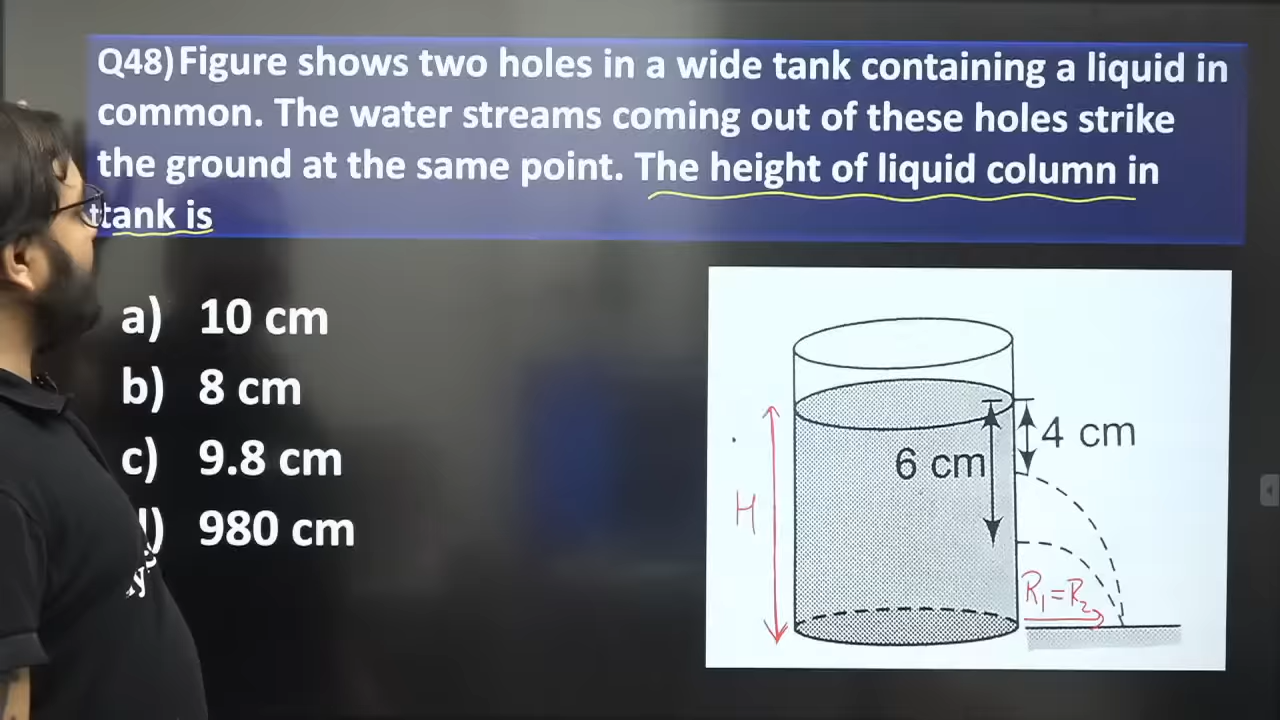 Q48) Figure shows two holes in a wide tank containing a liquid in
common. The water streams coming out of these holes strike
the ground at the same point. The height of liquid column in
ttank is
a) 10 cm
b) 8 cm
c) 9.8 cm
) 980 cm
4 cm
6 cm
H
R₁=R₂